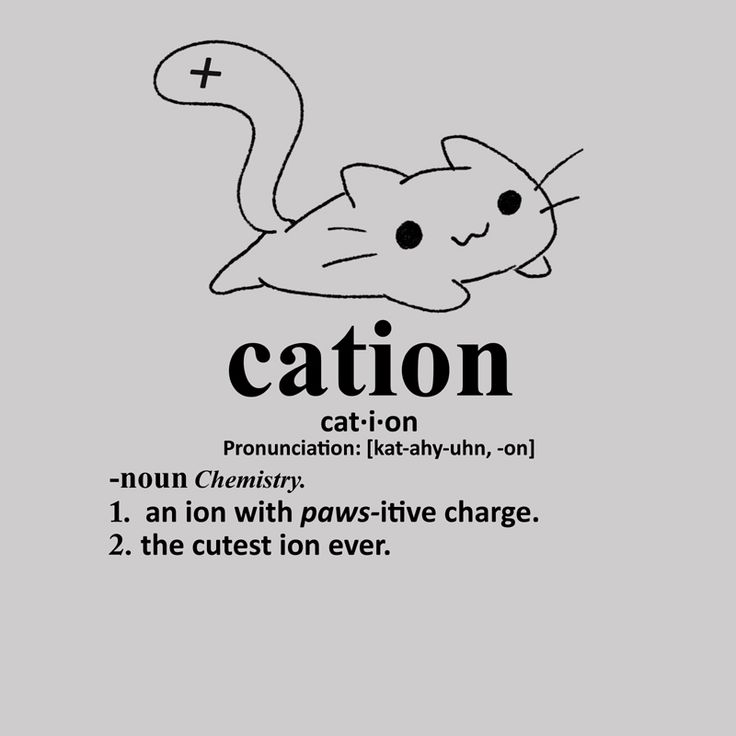 +
cation
cat·i·on
Pronunciation: [kat-ahy-uhn, -on]
-noun Chemistry.
1. an ion with paws-itive charge.
2. the cutest ion ever.